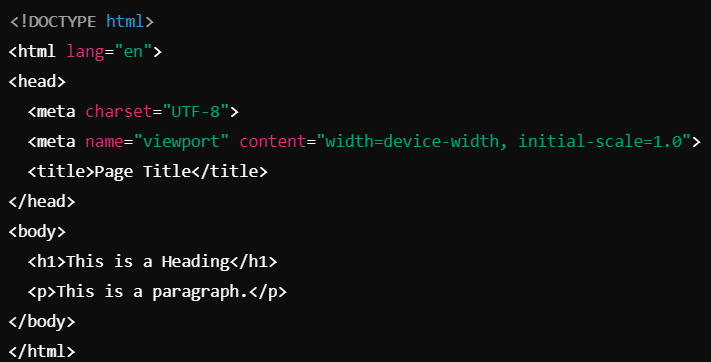 <!DOCTYPE html>
<html lang="en">
<head>
  <meta charset="UTF-8">
  <meta name="viewport" content="width=device-width, initial-scale=1.0">
  <title>Page Title</title>
</head>
<body>
  <h1>This is a Heading</h1>
  <p>This is a paragraph.</p>
</body>
</html>